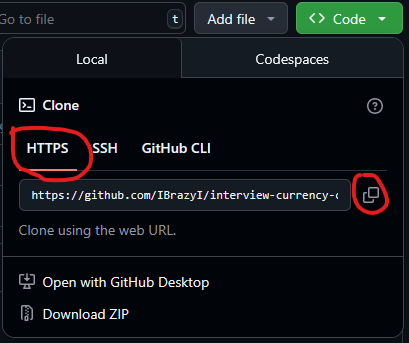 Go to file t Add file <> Code
Local Codespaces
Clone
HTTPS SSH GitHub CLI
https://github.com/IBrazyI/interview-currency-c
Clone using the web URL.
Open with GitHub Desktop
Download ZIP